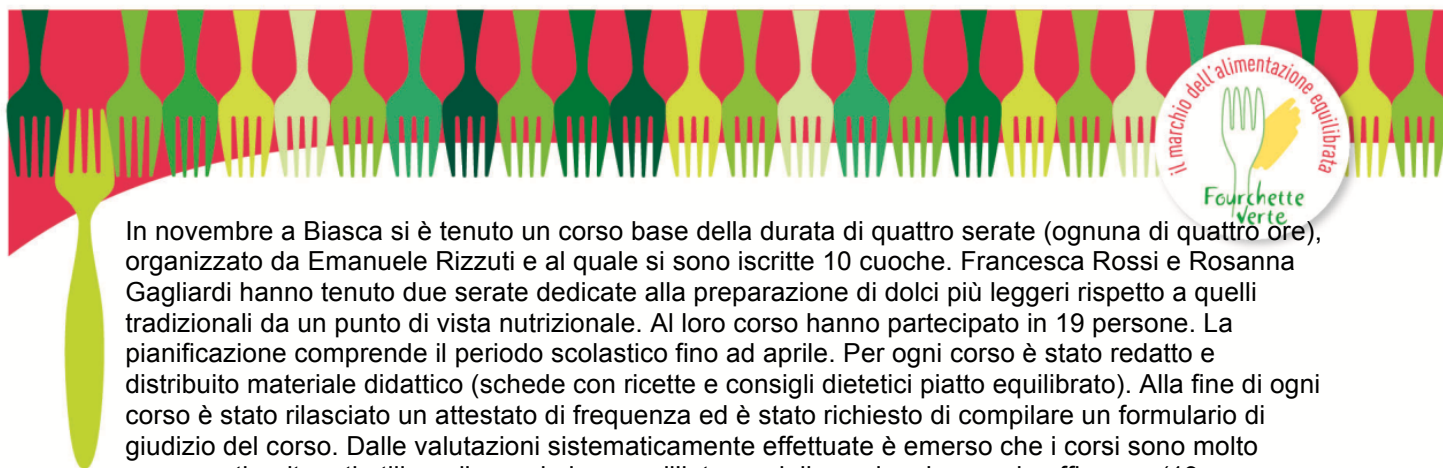 il marchio dell'alimentazione equilibrata
Fourchette
verte
In novembre a Biasca si è tenuto un corso base della durata di quattro serate (ognuna di quattro ore),
organizzato da Emanuele Rizzuti e al quale si sono iscritte 10 cuoche. Francesca Rossi e Rosanna
Gagliardi hanno tenuto due serate dedicate alla preparazione di dolci più leggeri rispetto a quelli
tradizionali da un punto di vista nutrizionale. Al loro corso hanno partecipato in 19 persone. La
pianificazione comprende il periodo scolastico fino ad aprile. Per ogni corso è stato redatto e
distribuito materiale didattico (schede con ricette e consigli dietetici piatto equilibrato). Alla fine di ogni
corso è stato rilasciato un attestato di frequenza ed è stato richiesto di compilare un formulario di
giudizio del corso. Dalle valutazioni sistematicamente effettuate è emerso che i corsi sono molto